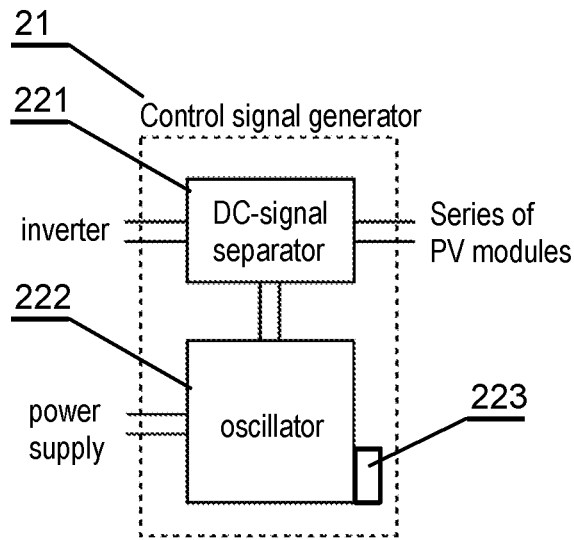 21
221
Control signal generator
inverter
DC-signal
separator
Series of
PV modules
222
power
supply
oscillator
223